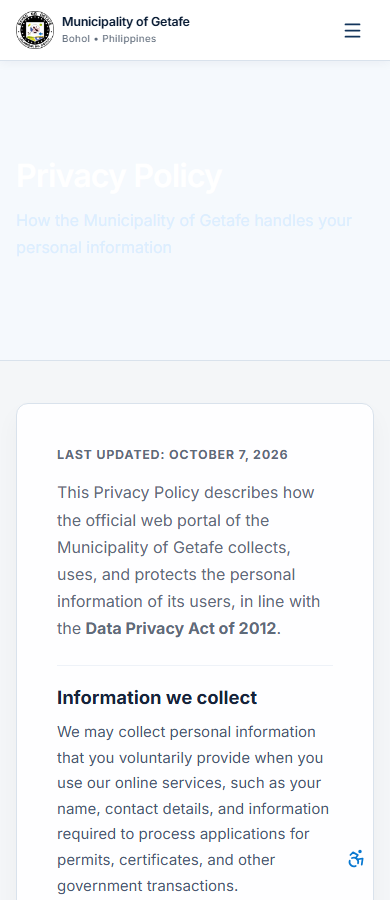 Municipality of Getafe
Bohol • Philippines
Privacy Policy
How the Municipality of Getafe handles your
personal information
LAST UPDATED: OCTOBER 7, 2026
This Privacy Policy describes how
the official web portal of the
Municipality of Getafe collects,
uses, and protects the personal
information of its users, in line with
the Data Privacy Act of 2012.
Information we collect
We may collect personal information
that you voluntarily provide when you
use our online services, such as your
name, contact details, and information
required to process applications for
permits, certificates, and other
government transactions.